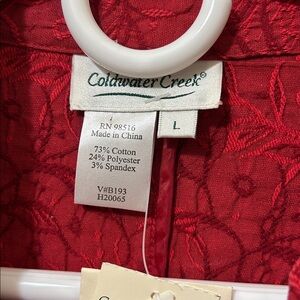 Coldwater Creek®
L
RN 98516
Made in China
73% Cotton
24% Polyester
3% Spandex
V#B193
H20065